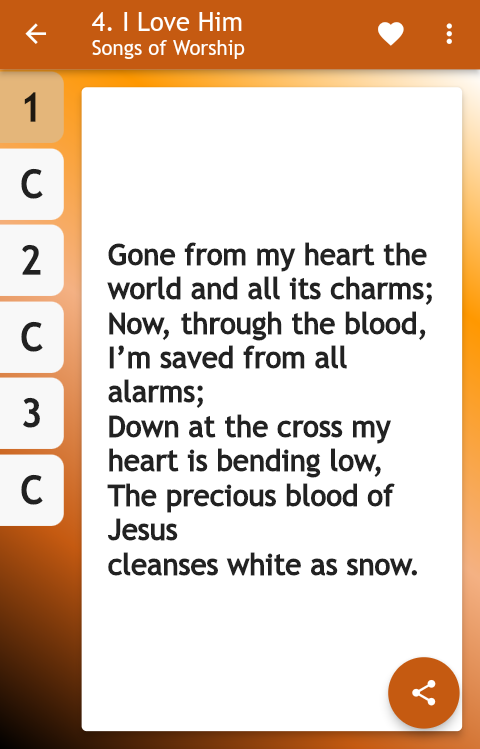 4. I Love Him
Songs of Worship
1
C
2
C
3
C
Gone from my heart the
world and all its charms;
Now, through the blood,
I’m saved from all
alarms;
Down at the cross my
heart is bending low,
The precious blood of
Jesus
cleanses white as snow.